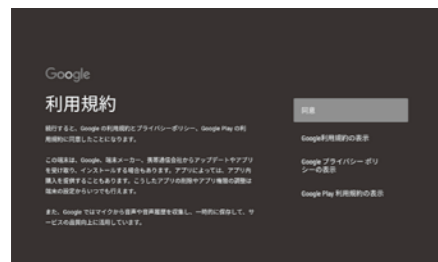 Google
利用規約
続行すると、Google の利用規約とプライバシーポリシー、Google Play の利
用規約に同意したことになります。
この端末は、Google、端末メーカー、携帯通信会社からアップデートやアプリ
を受け取り、インストールする場合もあります。アプリによっては、アプリ内
購入を提供することもあります。こうしたアプリの削除やアプリ権限の調整は
端末の設定からいつでも行えます。
また、Google ではマイクから音声や音声履歴を収集し、一時的に保存して、サ
ービスの品質向上に活用しています。
同意
Google利用規約の表示
Google プライバシー ポリ
シーの表示
Google Play 利用規約の表示